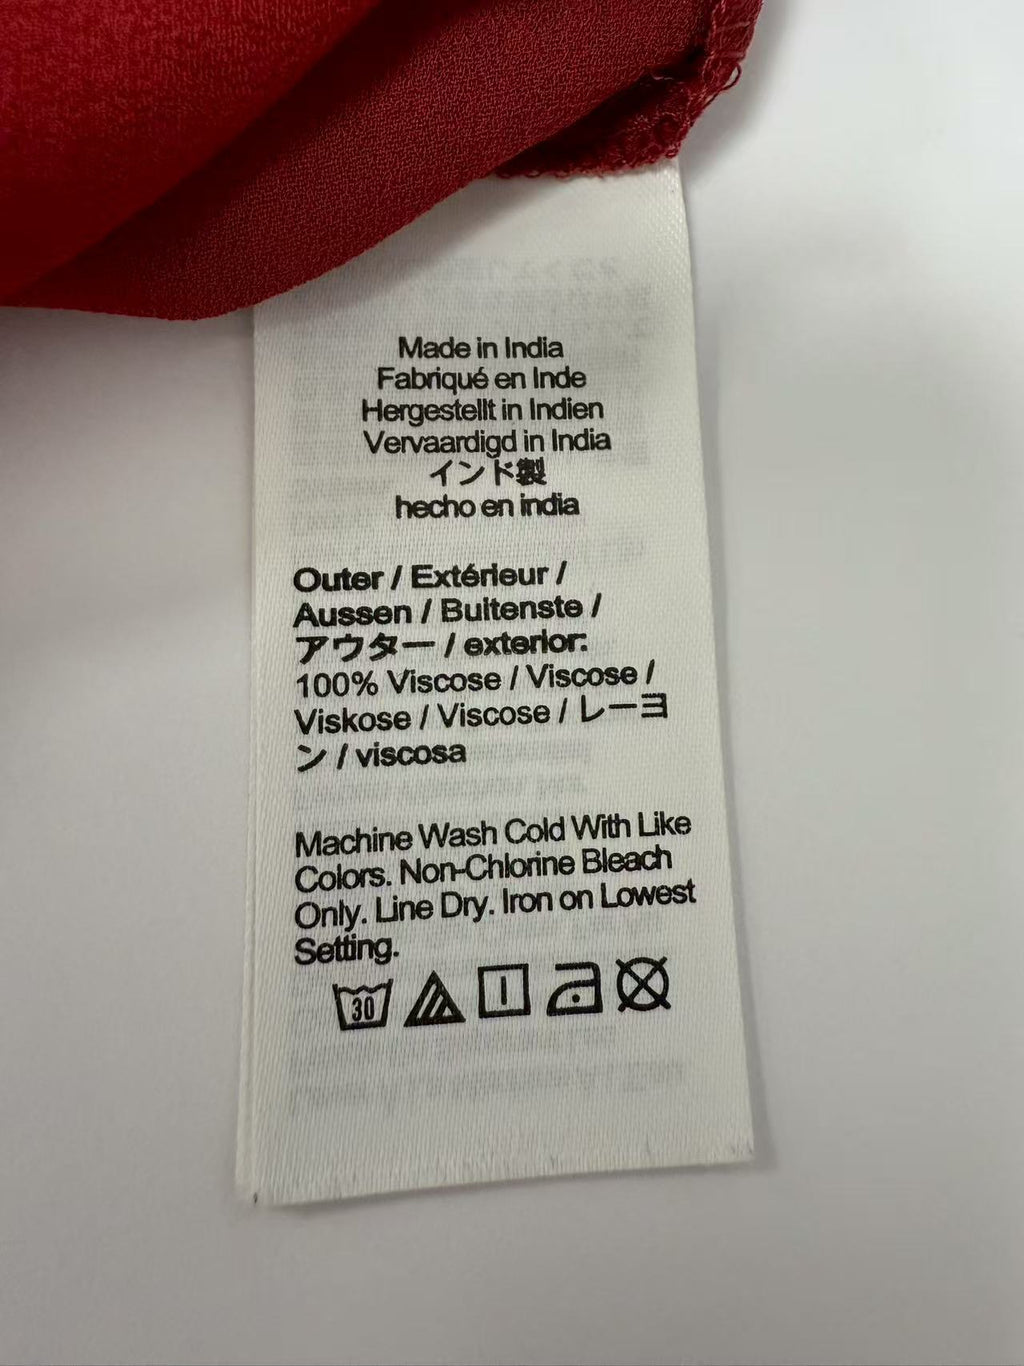 Made in India
Fabriqué en Inde
Hergestellt in Indien
Vervaardigd in India
インド製
hecho en india
Outer / Extérieur /
Aussen / Buitenste /
アウター / exterior:
100% Viscose / Viscose /
Viskose / Viscose / レーヨ
ン / viscosa
Machine Wash Cold With Like
Colors. Non-Chlorine Bleach
Only. Line Dry. Iron on Lowest
Setting.
30